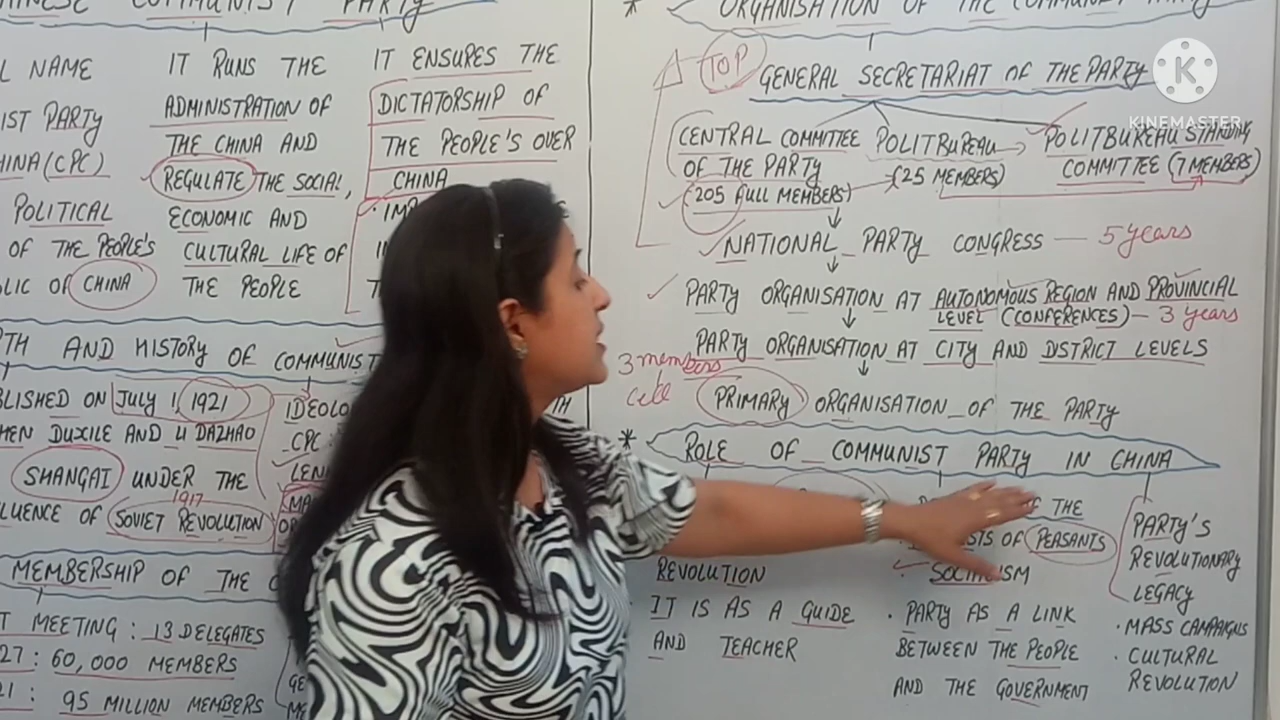 CHINESE COMMUNIST PARTY
L NAME
IST PARTY
HINA (CPC)
POLITICAL
OF THE PEOPLE'S
LIC OF CHINA
IT RUNS THE
ADMINISTRATION OF
THE CHINA AND
REGULATE THE SOCIAL,
ECONOMIC AND
CULTURAL LIFE OF
THE PEOPLE
IT ENSURES THE
DICTATORSHIP OF
THE PEOPLE'S OVER
CHINA
TH AND HISTORY OF COMMUNIST
BLISHED ON JULY 1, 1921
HEN DUXILE AND LI DAZHAO
SHANGAI UNDER THE
1917
LUENCE OF SOVIET REVOLUTION
IDEOLO
CPC
LEN
MA
MEMBERSHIP OF THE C
T MEETING : 13 DELEGATES
27 : 60,000 MEMBERS
21 : 95 MILLION MEMBERS
* ORGANISATION OF THE COMMUNIST PARTY
TOP
GENERAL SECRETARIAT OF THE PARTY
CENTRAL COMMITTEE
OF THE PARTY
(205 FULL MEMBERS)
POLITBUREAU
(25 MEMBERS)
POLITBUREAU STANDING
COMMITTEE (7 MEMBERS)
NATIONAL PARTY CONGRESS — 5 years
PARTY ORGANISATION AT AUTONOMOUS REGION AND PROVINCIAL
LEVEL (CONFERENCES) — 3 years
PARTY ORGANISATION AT CITY AND DISTRICT LEVELS
3 members
cell
PRIMARY ORGANISATION OF THE PARTY
* ROLE OF COMMUNIST PARTY IN CHINA
REVOLUTION
· IT IS AS A GUIDE
AND TEACHER
THE
STS OF PEASANTS
SOCIALISM
· PARTY AS A LINK
BETWEEN THE PEOPLE
AND THE GOVERNMENT
PARTY'S
REVOLUTIONARY
LEGACY
· MASS CAMPAIGNS
· CULTURAL
REVOLUTION
KINEMASTER